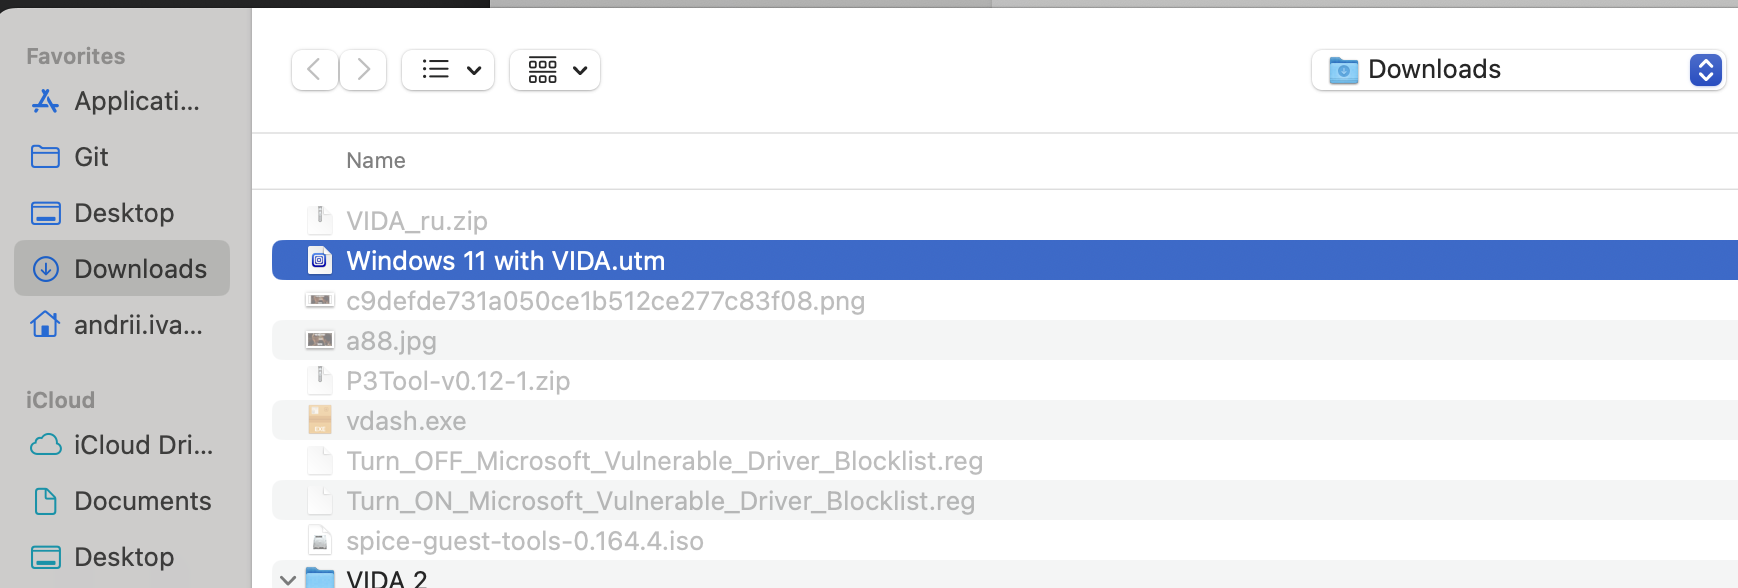 Favorites
Applicati...
Git
Desktop
Downloads
andrii.iva...
iCloud
iCloud Dri...
Documents
Desktop
Downloads
Name
VIDA_ru.zip
Windows 11 with VIDA.utm
c9defde731a050ce1b512ce277c83f08.png
a88.jpg
P3Tool-v0.12-1.zip
vdash.exe
Turn_OFF_Microsoft_Vulnerable_Driver_Blocklist.reg
Turn_ON_Microsoft_Vulnerable_Driver_Blocklist.reg
spice-guest-tools-0.164.4.iso
VIDA 2